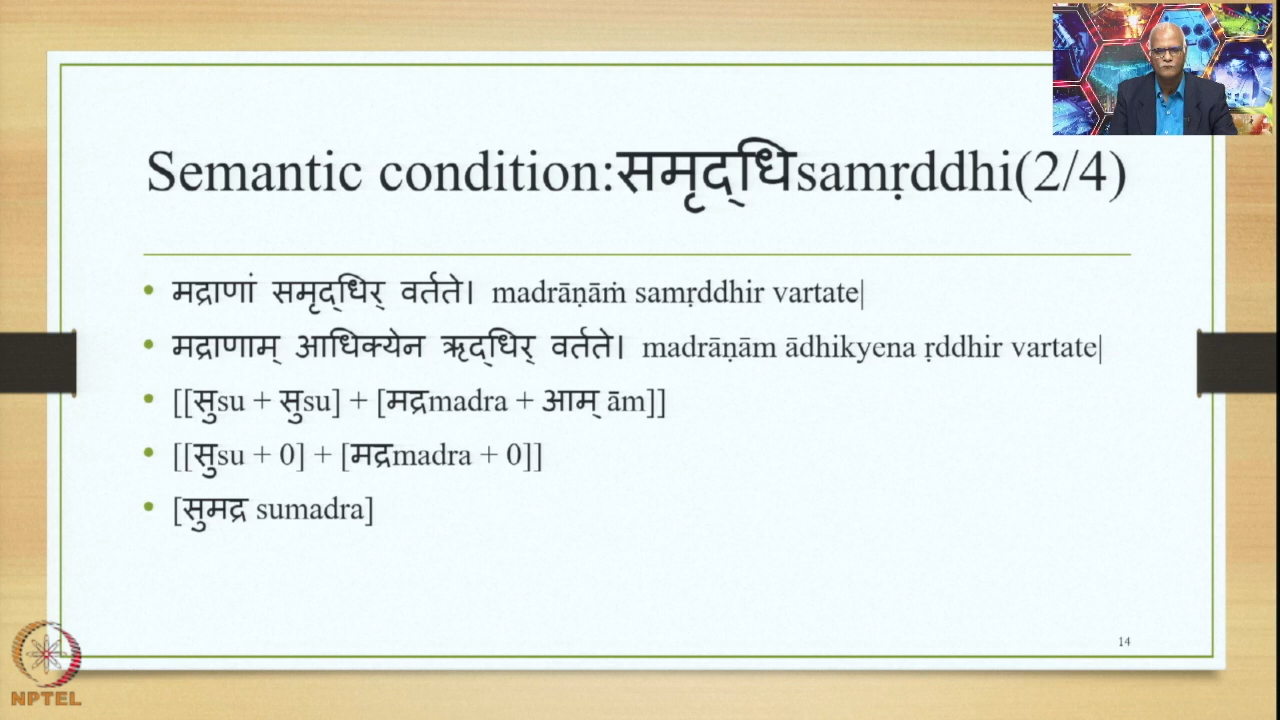 Semantic condition:समृद्‌धिsamṛddhi(2/4)
• मद्राणां समृद्‌धिर् वर्तते। madrāṇāṁ samṛddhir vartate|
• मद्राणाम् आधिक्येन ऋद्‌धिर् वर्तते। madrāṇām ādhikyena ṛddhir vartate|
• [[सुsu + सुsu] + [मद्रmadra + आम् ām]]
• [[सुsu + 0] + [मद्रmadra + 0]]
• [सुमद्र sumadra]
14
NPTEL